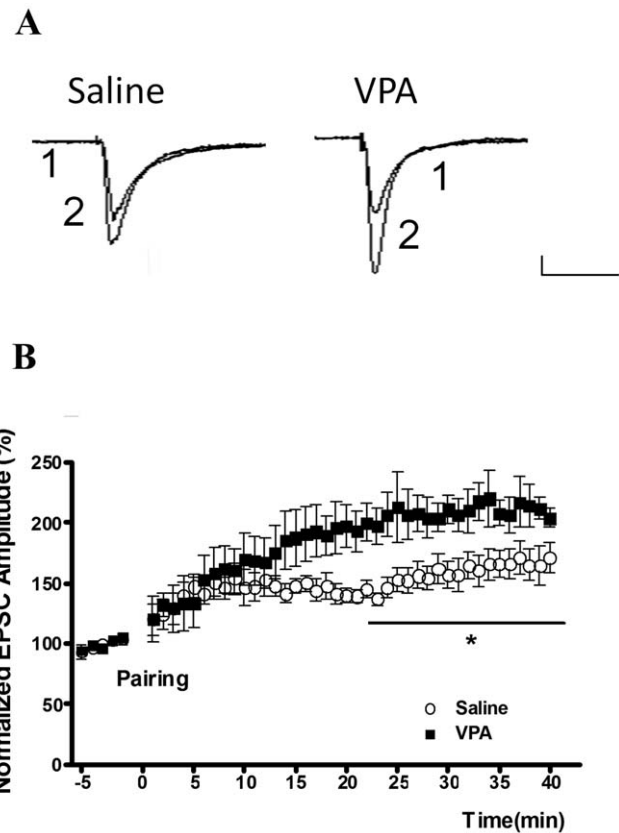 A
Saline VPA
1 2 1 2
B
Normalized EPSC Amplitude (%)
250
200
150
100
50
0
Pairing
*
Saline
VPA
-5 0 5 10 15 20 25 30 35 40
Time(min)